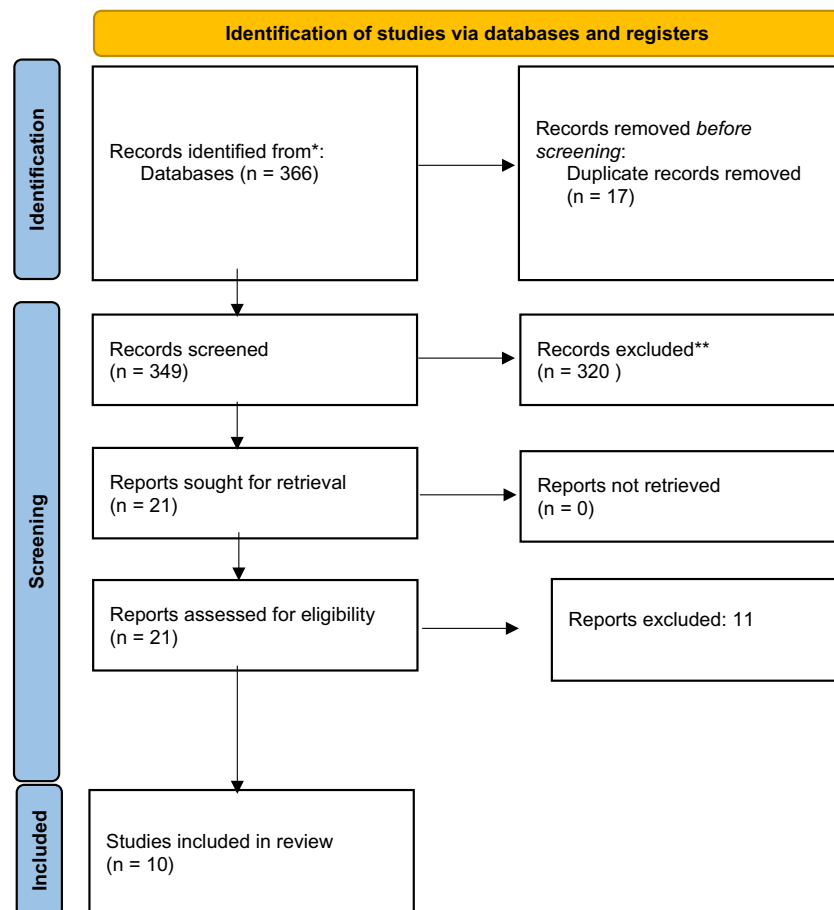 Identification of studies via databases and registers
Identification
Records identified from*:
Databases (n = 366)
Records removed before
screening:
Duplicate records removed
(n = 17)
Screening
Records screened
(n = 349)
Records excluded**
(n = 320 )
Reports sought for retrieval
(n = 21)
Reports not retrieved
(n = 0)
Reports assessed for eligibility
(n = 21)
Reports excluded: 11
Included
Studies included in review
(n = 10)